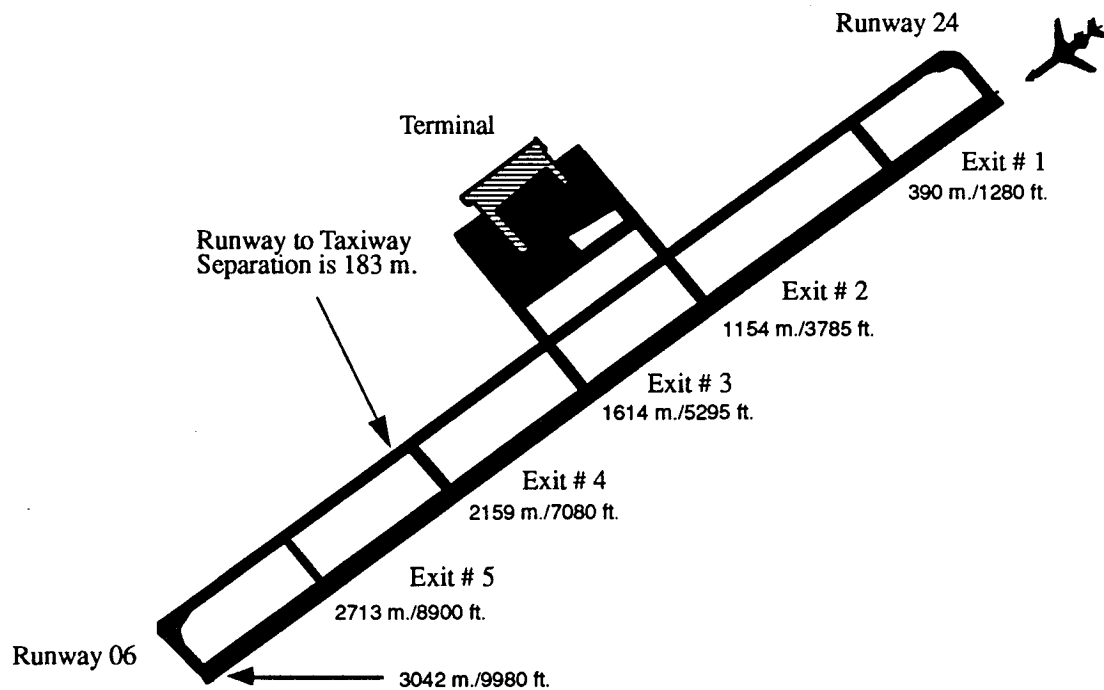 Runway 24
Terminal
Exit # 1
390 m./1280 ft.
Runway to Taxiway
Separation is 183 m.
Exit # 2
1154 m./3785 ft.
Exit # 3
1614 m./5295 ft.
Exit # 4
2159 m./7080 ft.
Exit # 5
2713 m./8900 ft.
Runway 06
3042 m./9980 ft.